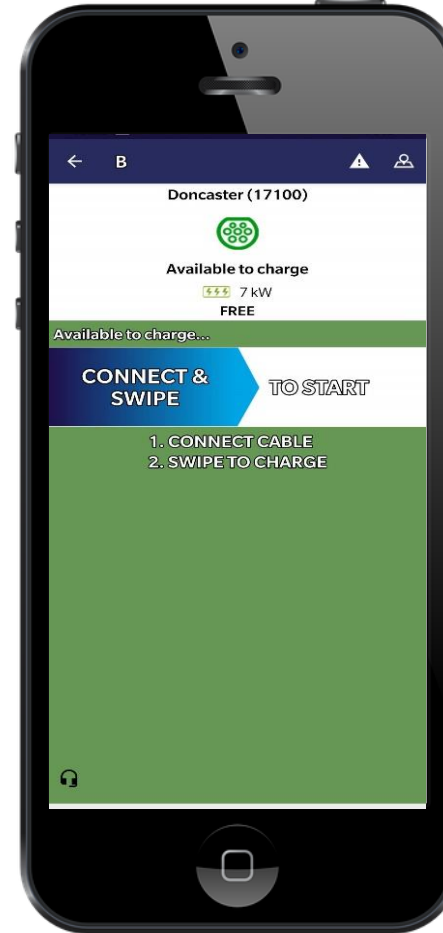 B
Doncaster (17100)
Available to charge
7 kW
FREE
Available to charge...
CONNECT &
SWIPE
TO START
1. CONNECT CABLE
2. SWIPE TO CHARGE